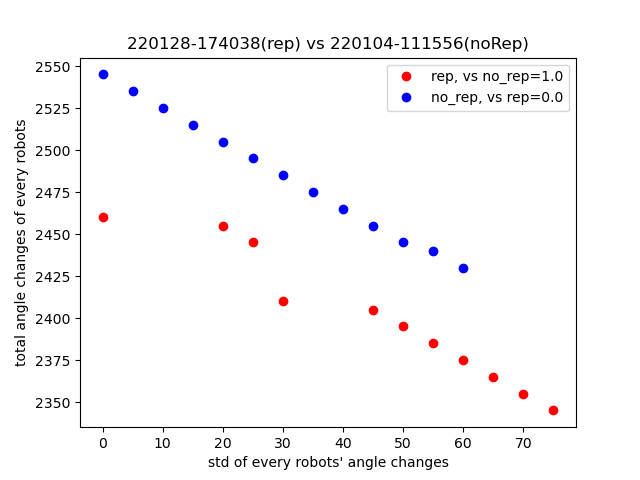 220128-174038(rep) vs 220104-111556(noRep)
rep, vs no_rep=1.0
no_rep, vs rep=0.0
total angle changes of every robots
2550
2525
2500
2475
2450
2425
2400
2375
2350
0 10 20 30 40 50 60 70
std of every robots' angle changes